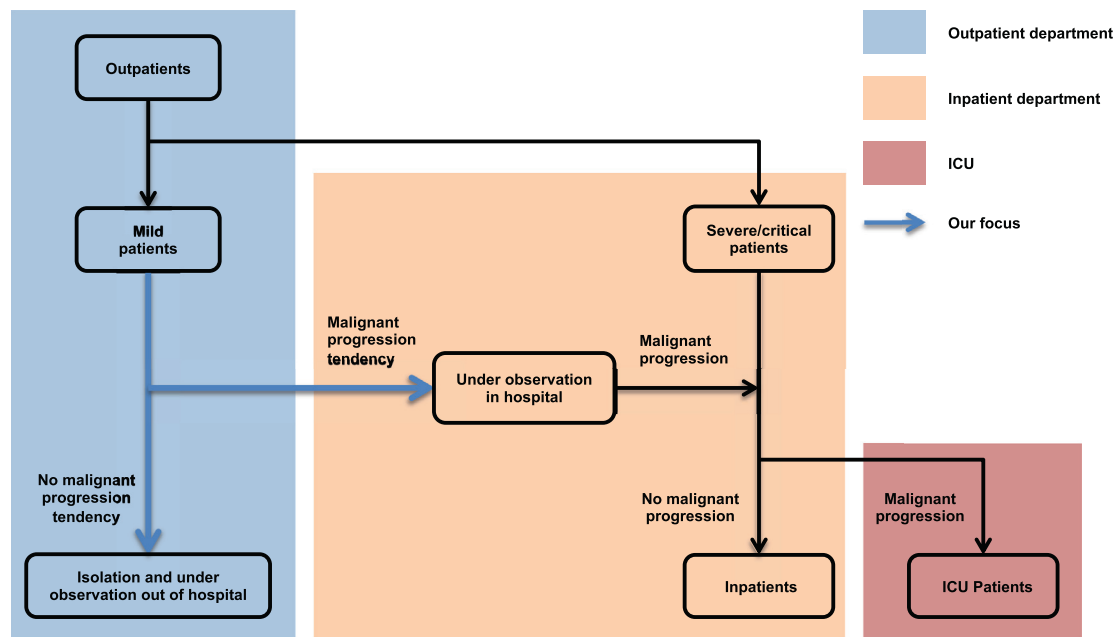 Outpatients
Outpatient department
Inpatient department
ICU
Our focus
Mild
patients
Severe/critical
patients
Malignant
progression
tendency
Malignant
progression
Under observation
in hospital
No malignant
progression
tendency
No malignant
progression
Malignant
progression
Isolation and under
observation out of hospital
Inpatients
ICU Patients